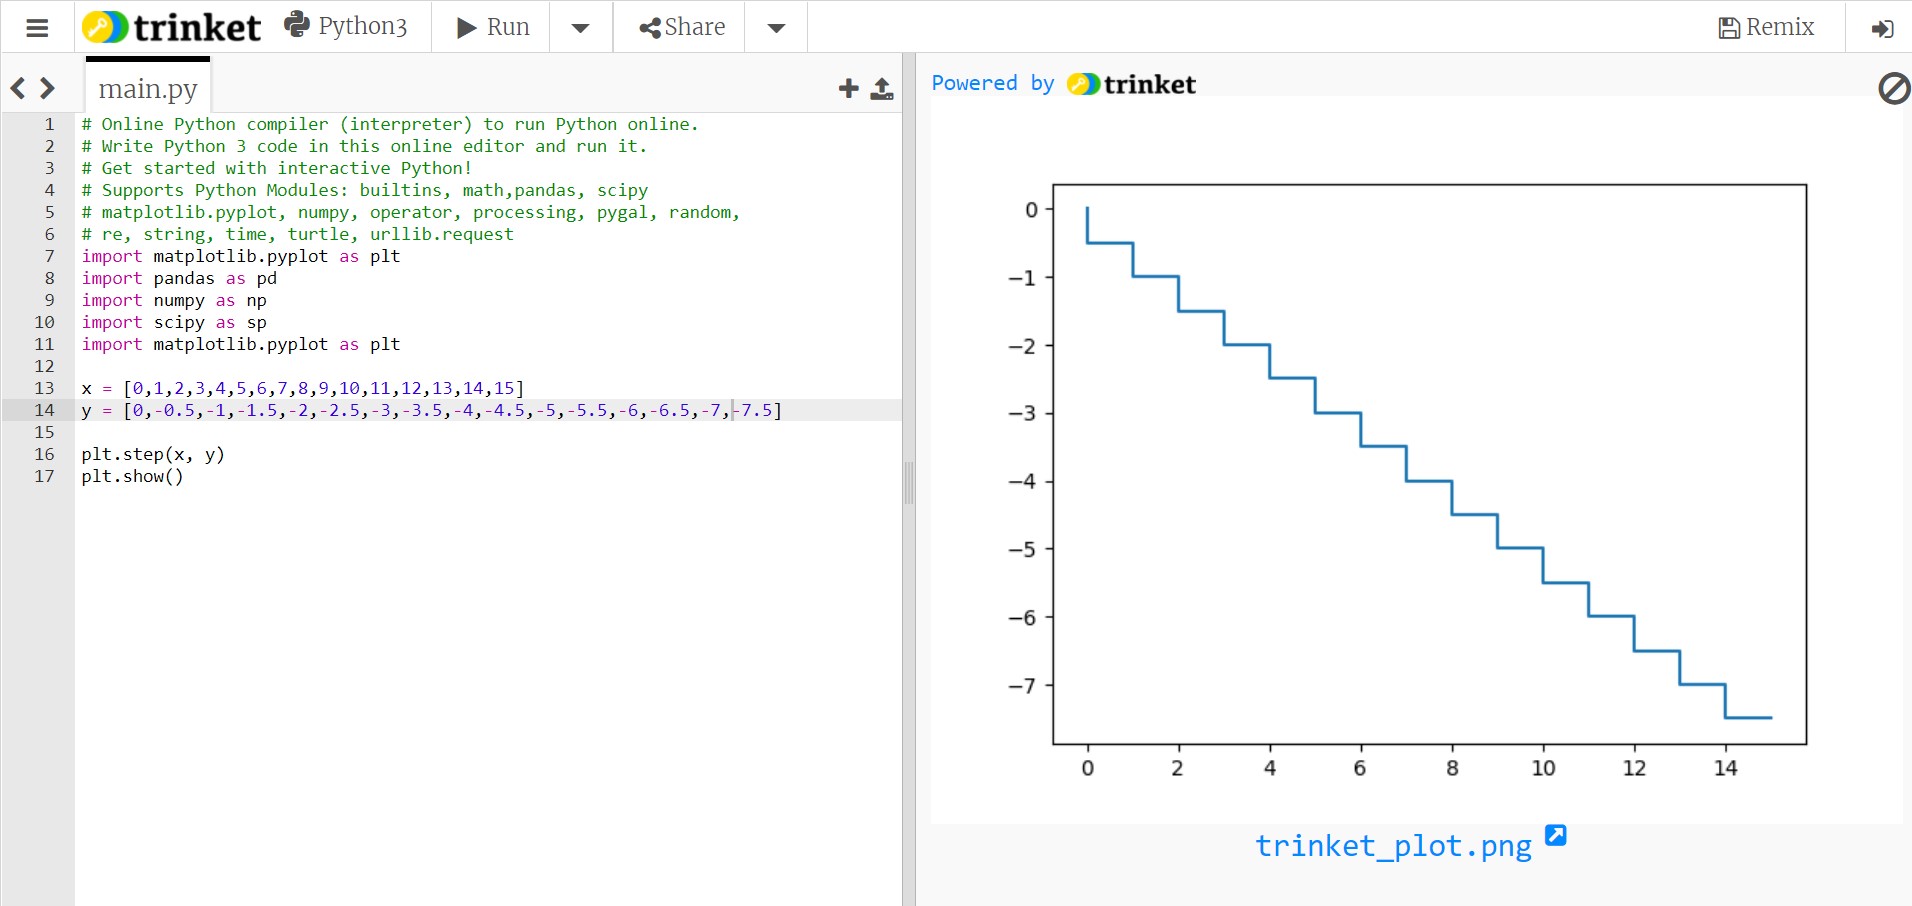 trinket Python3 Run Share Remix
main.py
1 # Online Python compiler (interpreter) to run Python online.
2 # Write Python 3 code in this online editor and run it.
3 # Get started with interactive Python!
4 # Supports Python Modules: builtins, math,pandas, scipy
5 # matplotlib.pyplot, numpy, operator, processing, pygal, random,
6 # re, string, time, turtle, urllib.request
7 import matplotlib.pyplot as plt
8 import pandas as pd
9 import numpy as np
10 import scipy as sp
11 import matplotlib.pyplot as plt
12
13 x = [0,1,2,3,4,5,6,7,8,9,10,11,12,13,14,15]
14 y = [0,-0.5,-1,-1.5,-2,-2.5,-3,-3.5,-4,-4.5,-5,-5.5,-6,-6.5,-7,-7.5]
15
16 plt.step(x, y)
17 plt.show()
Powered by trinket
0
−1
−2
−3
−4
−5
−6
−7
0 2 4 6 8 10 12 14
trinket_plot.png